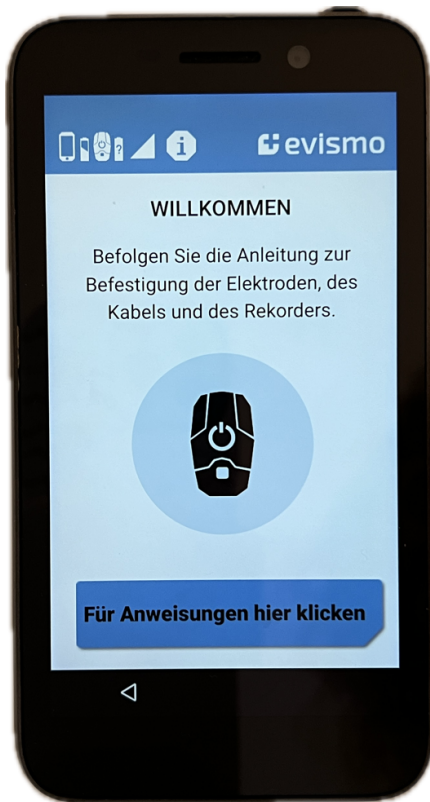 ? i evismo
WILLKOMMEN
Befolgen Sie die Anleitung zur
Befestigung der Elektroden, des
Kabels und des Rekorders.
Für Anweisungen hier klicken